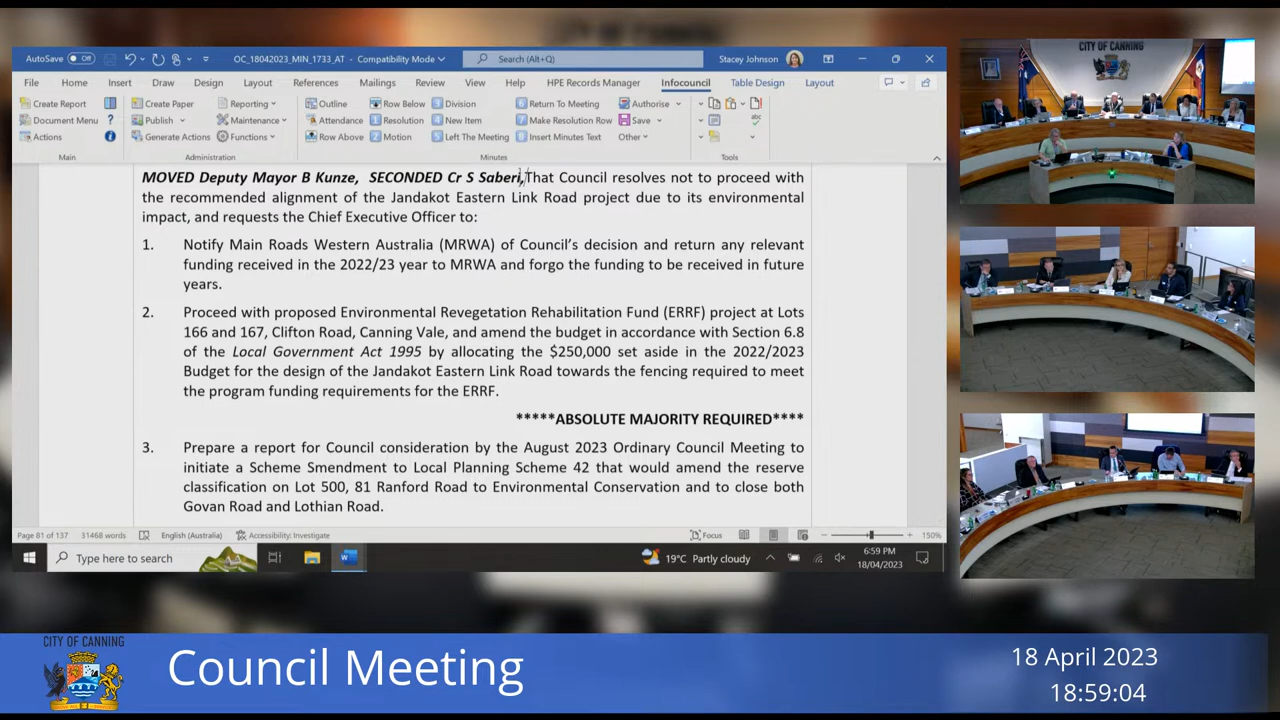 AutoSave Off
OC_18042023_MIN_1733_AT - Compatibility Mode
Search (Alt+Q)
Stacey Johnson
File Home Insert Draw Design Layout References Mailings Review View Help HPE Records Manager Infocouncil Table Design Layout
Create Report Create Paper Reporting Outline Row Below Division Return To Meeting Authorise
Document Menu ? Publish Maintenance Attendance Resolution New Item Make Resolution Row Save
Actions Generate Actions Functions Row Above Motion Left The Meeting Insert Minutes Text Other
Main Administration Minutes Tools
MOVED Deputy Mayor B Kunze, SECONDED Cr S Saberi, That Council resolves not to proceed with
the recommended alignment of the Jandakot Eastern Link Road project due to its environmental
impact, and requests the Chief Executive Officer to:
1. Notify Main Roads Western Australia (MRWA) of Council's decision and return any relevant
funding received in the 2022/23 year to MRWA and forgo the funding to be received in future
years.
2. Proceed with proposed Environmental Revegetation Rehabilitation Fund (ERRF) project at Lots
166 and 167, Clifton Road, Canning Vale, and amend the budget in accordance with Section 6.8
of the Local Government Act 1995 by allocating the $250,000 set aside in the 2022/2023
Budget for the design of the Jandakot Eastern Link Road towards the fencing required to meet
the program funding requirements for the ERRF.
*****ABSOLUTE MAJORITY REQUIRED****
3. Prepare a report for Council consideration by the August 2023 Ordinary Council Meeting to
initiate a Scheme Smendment to Local Planning Scheme 42 that would amend the reserve
classification on Lot 500, 81 Ranford Road to Environmental Conservation and to close both
Govan Road and Lothian Road.
Page 81 of 137 31468 words English (Australia) Accessibility: Investigate Focus 150%
Type here to search
19°C Partly cloudy
6:59 PM
18/04/2023
CITY OF CANNING
CITY OF CANNING
Council Meeting
18 April 2023
18:59:04